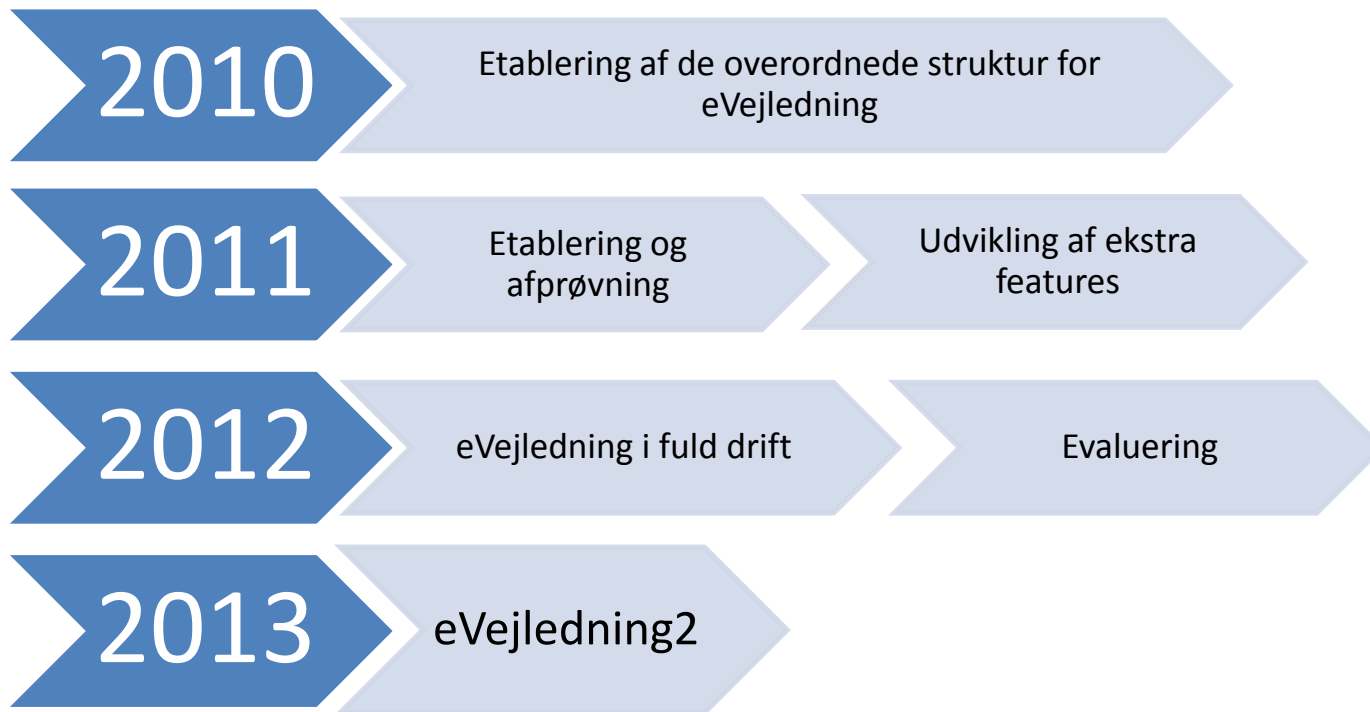 2010
Etablering af de overordnede struktur for
eVejledning
2011
Etablering og
afprøvning
Udvikling af ekstra
features
2012
eVejledning i fuld drift
Evaluering
2013
eVejledning2